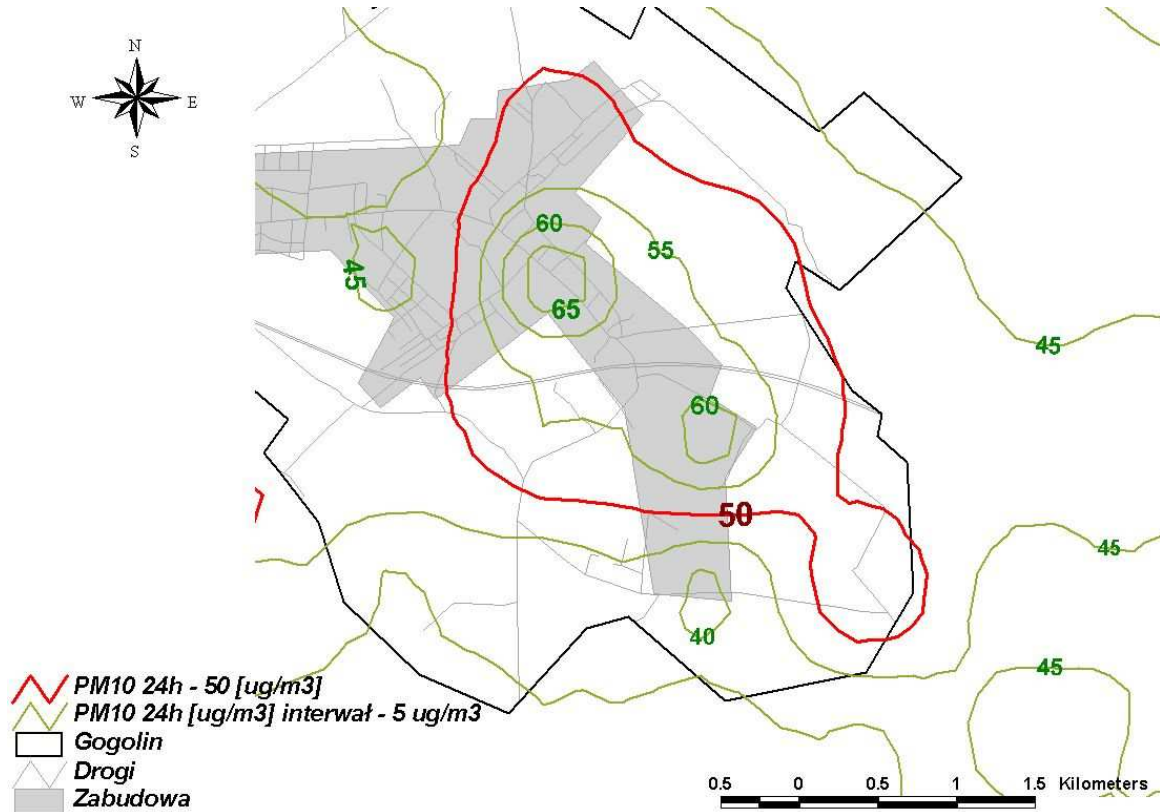 N
W E
S
60
55
45
65
45
60
50
45
40
45
PM10 24h - 50 [ug/m3]
PM10 24h [ug/m3] interwał - 5 ug/m3
Gogolin
Drogi
Zabudowa
0.5 0 0.5 1 1.5 Kilometers